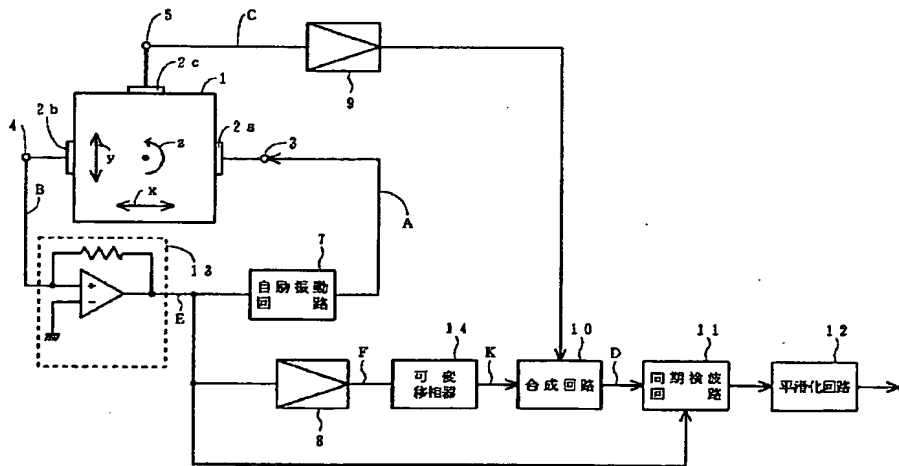 5
C
2c
1
9
2b
4
y
z
x
2a
3
B
A
13
+
−
E
7
自励振動
回路
14
10
11
12
F
可変
移相器
K
合成回路
D
同期検波
回路
平滑化回路
8